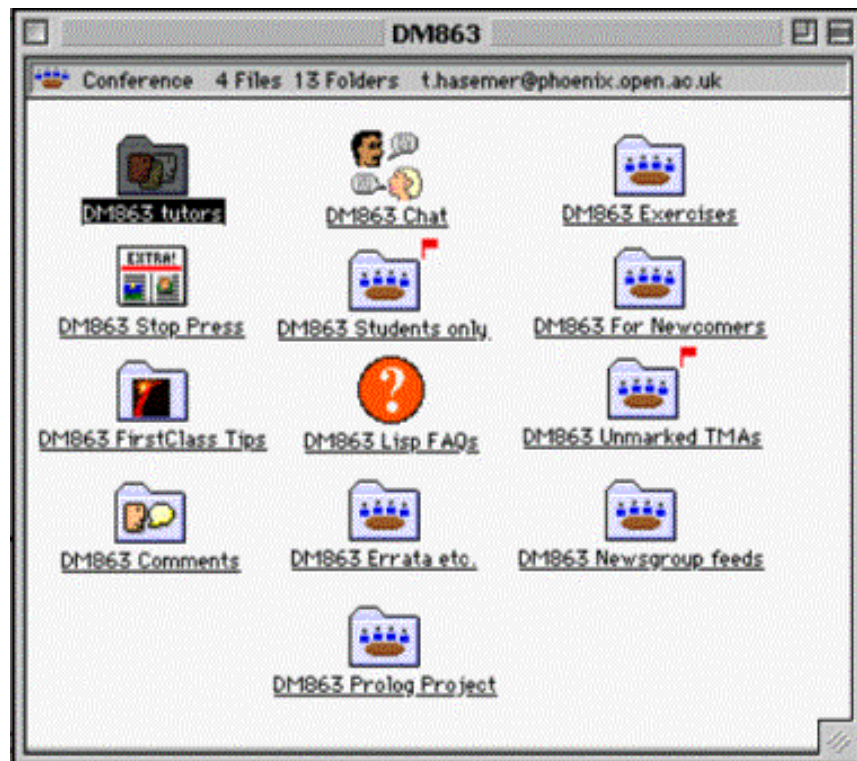 DM863
Conference 4 Files 13 Folders t.hasemer@phoenix.open.ac.uk
DM863 tutors
DM863 Chat
DM863 Exercises
EXTRA!
DM863 Stop Press
DM863 Students only
DM863 For Newcomers
DM863 FirstClass Tips
?
DM863 Lisp FAQs
DM863 Unmarked TMAs
DM863 Comments
DM863 Errata etc.
DM863 Newsgroup feeds
DM863 Prolog Project